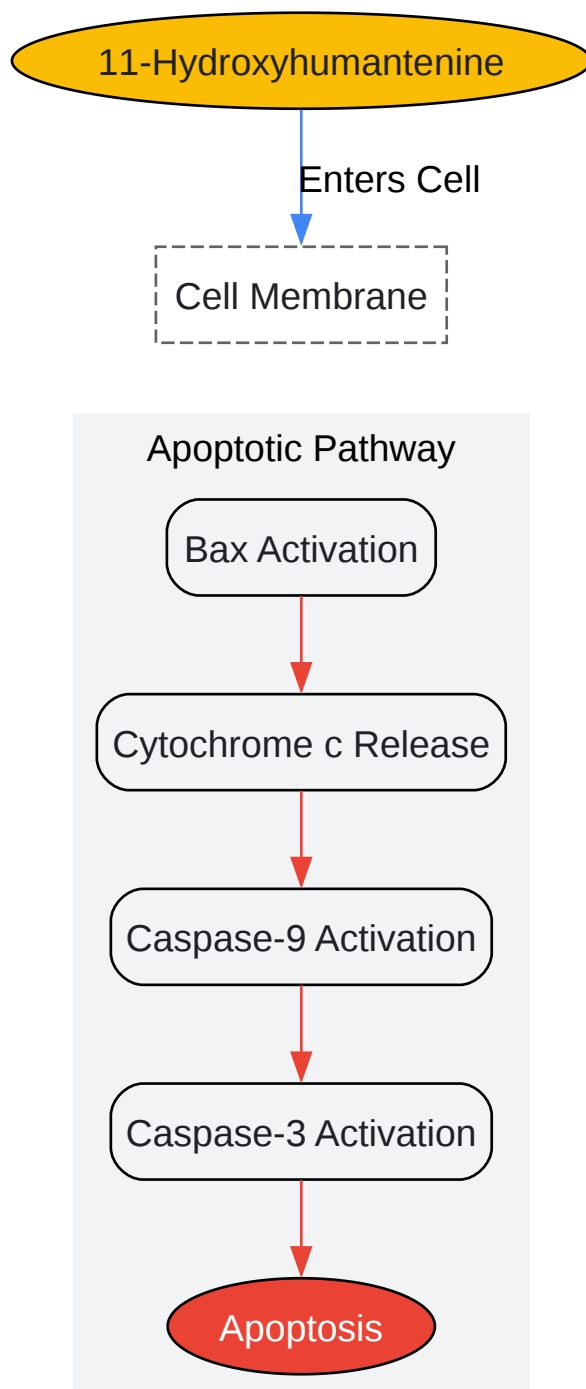 11-Hydroxyhumantenine
Enters Cell
Cell Membrane
Apoptotic Pathway
Bax Activation
Cytochrome c Release
Caspase-9 Activation
Caspase-3 Activation
Apoptosis